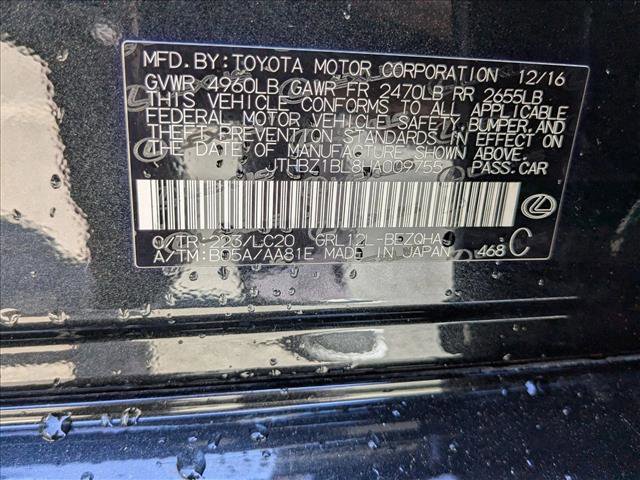 MFD.BY:TOYOTA MOTOR CORPORATION 12/16
GVWR 4960LB GAWR FR 2470LB RR 2655LB
THIS VEHICLE CONFORMS TO ALL APPLICABLE
FEDERAL MOTOR VEHICLE SAFETY, BUMPER, AND
THEFT PREVENTION STANDARDS IN EFFECT ON
THE DATE OF MANUFACTURE SHOWN ABOVE.
JTHBZ1BL8HA009755 PASS.CAR
C/TR:223/LC20 GRL12L-BEZQHA
A/TM:B05A/AA81E MADE IN JAPAN 468 C